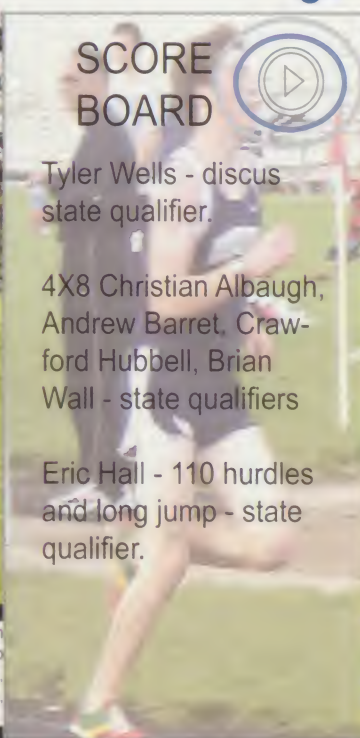 SCORE
BOARD
Tyler Wells - discus
state qualifier.
4X8 Christian Albaugh,
Andrew Barret, Craw-
ford Hubbell, Brian
Wall - state qualifiers
Eric Hall - 110 hurdles
and long jump - state
qualifier.